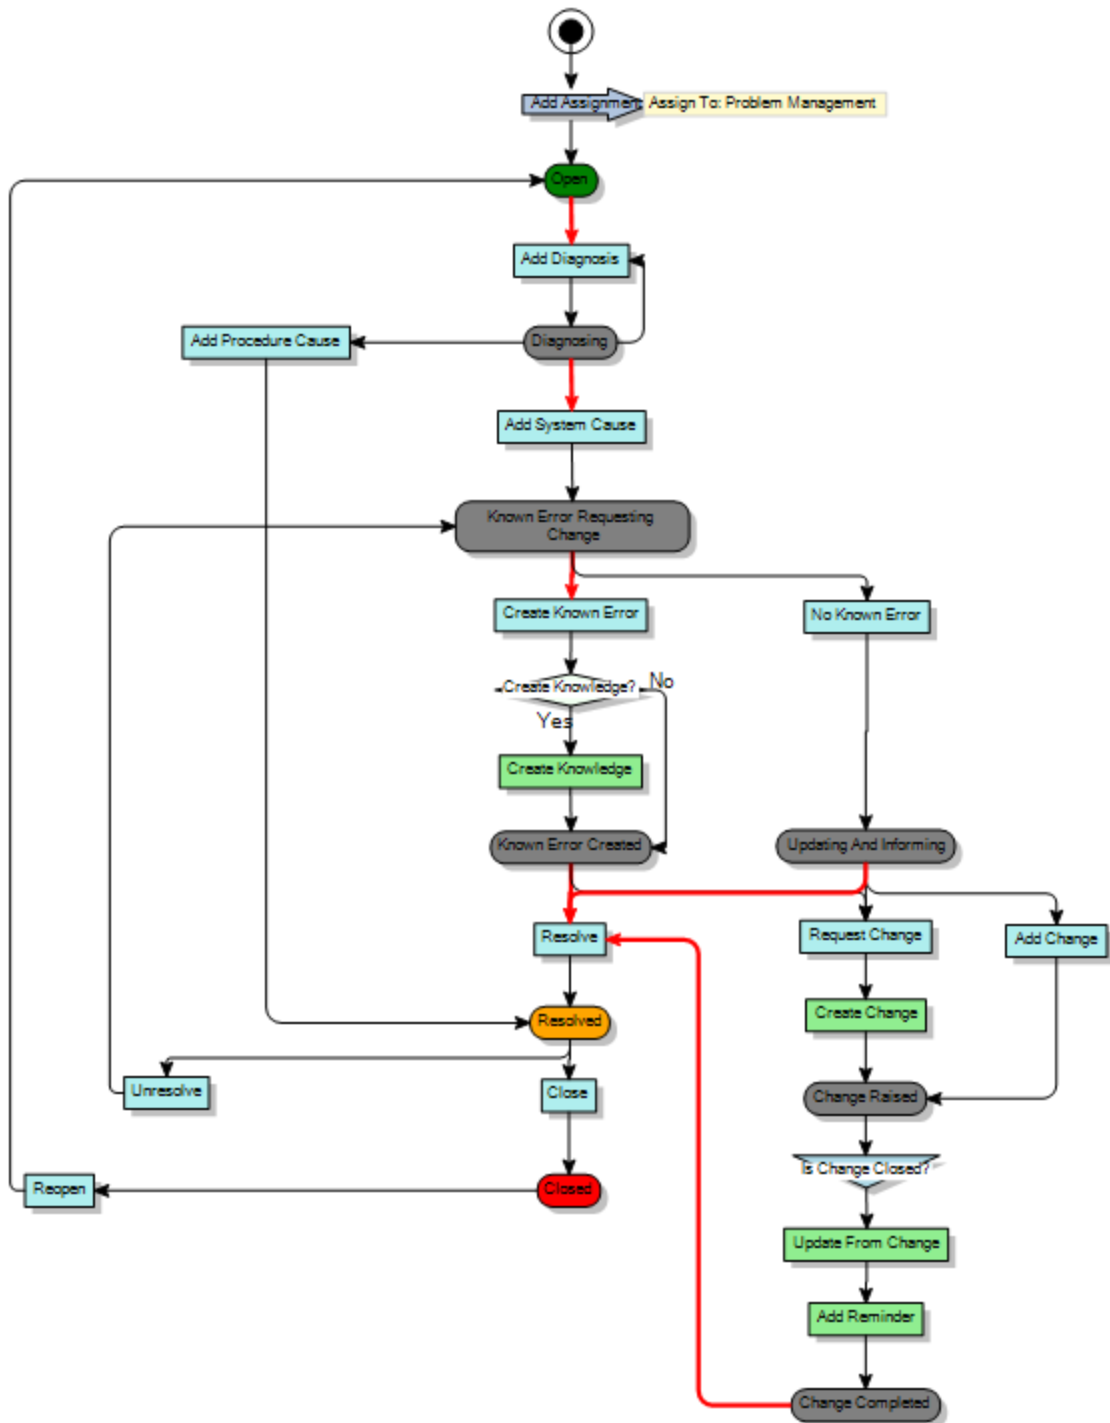 Add Assignment
Assign To: Problem Management
Open
Add Diagnosis
Add Procedure Cause
Diagnosing
Add System Cause
Known Error Requesting
Change
Create Known Error
No Known Error
Create Knowledge?
No
Yes
Create Knowledge
Known Error Created
Updating And Informing
Resolve
Request Change
Add Change
Resolved
Create Change
Unresolve
Close
Change Raised
Is Change Closed?
Reopen
Closed
Update From Change
Add Reminder
Change Completed